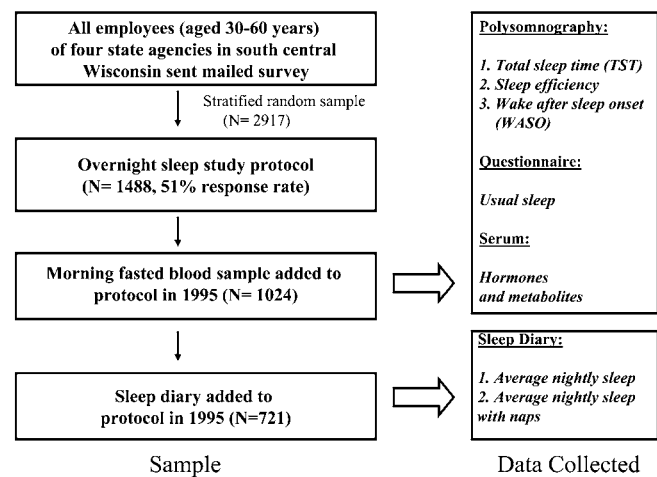 All employees (aged 30-60 years)
of four state agencies in south central
Wisconsin sent mailed survey
Stratified random sample
(N= 2917)
Overnight sleep study protocol
(N= 1488, 51% response rate)
Morning fasted blood sample added to
protocol in 1995 (N= 1024)
Sleep diary added to
protocol in 1995 (N=721)
Sample
Polysomnography:
1. Total sleep time (TST)
2. Sleep efficiency
3. Wake after sleep onset
(WASO)
Questionnaire:
Usual sleep
Serum:
Hormones
and metabolites
Sleep Diary:
1. Average nightly sleep
2. Average nightly sleep
with naps
Data Collected